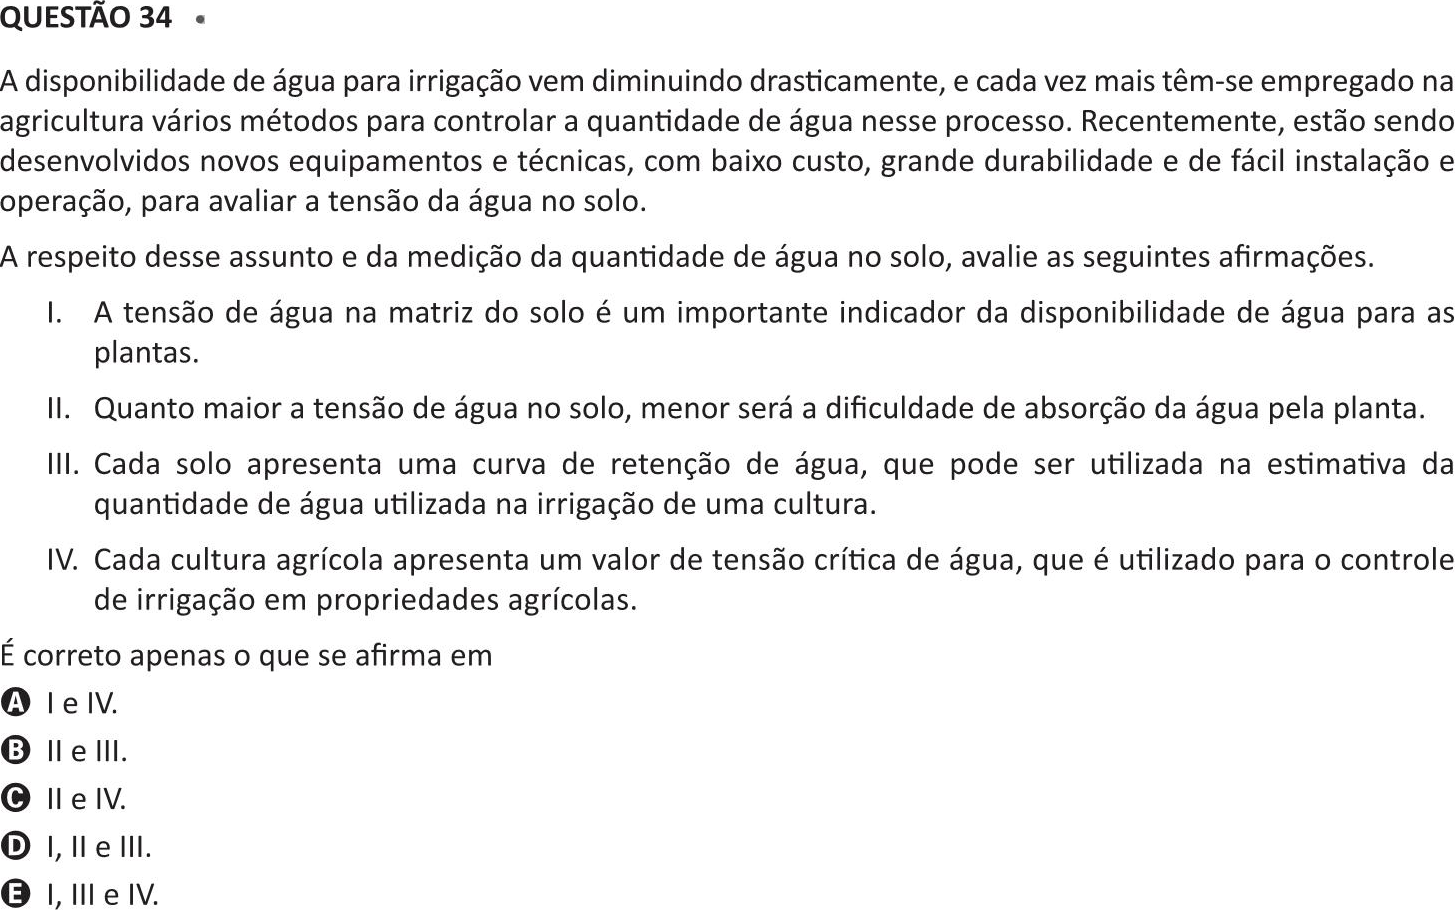 QUESTÃO 34
A disponibilidade de água para irrigação vem diminuindo drasticamente, e cada vez mais têm-se empregado na
agricultura vários métodos para controlar a quantidade de água nesse processo. Recentemente, estão sendo
desenvolvidos novos equipamentos e técnicas, com baixo custo, grande durabilidade e de fácil instalação e
operação, para avaliar a tensão da água no solo.
A respeito desse assunto e da medição da quantidade de água no solo, avalie as seguintes afirmações.
I. A tensão de água na matriz do solo é um importante indicador da disponibilidade de água para as
plantas.
II. Quanto maior a tensão de água no solo, menor será a dificuldade de absorção da água pela planta.
III. Cada solo apresenta uma curva de retenção de água, que pode ser utilizada na estimativa da
quantidade de água utilizada na irrigação de uma cultura.
IV. Cada cultura agrícola apresenta um valor de tensão crítica de água, que é utilizado para o controle
de irrigação em propriedades agrícolas.
É correto apenas o que se afirma em
A I e IV.
B II e III.
C II e IV.
D I, II e III.
E I, III e IV.